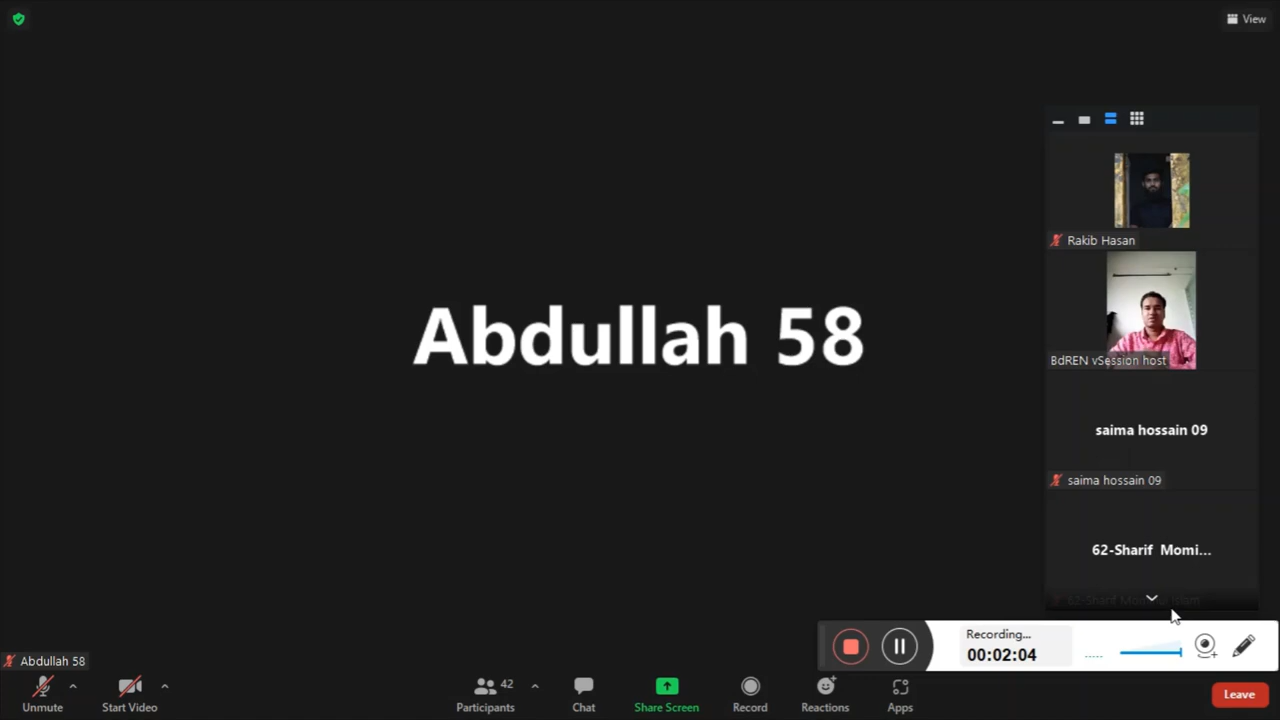 View
Rakib Hasan
BdREN vSession host
saima hossain 09
saima hossain 09
62-Sharif Momi...
Abdullah 58
Recording...
00:02:04
Abdullah 58
42
Unmute
Start Video
Participants
Chat
Share Screen
Record
Reactions
Apps
Leave